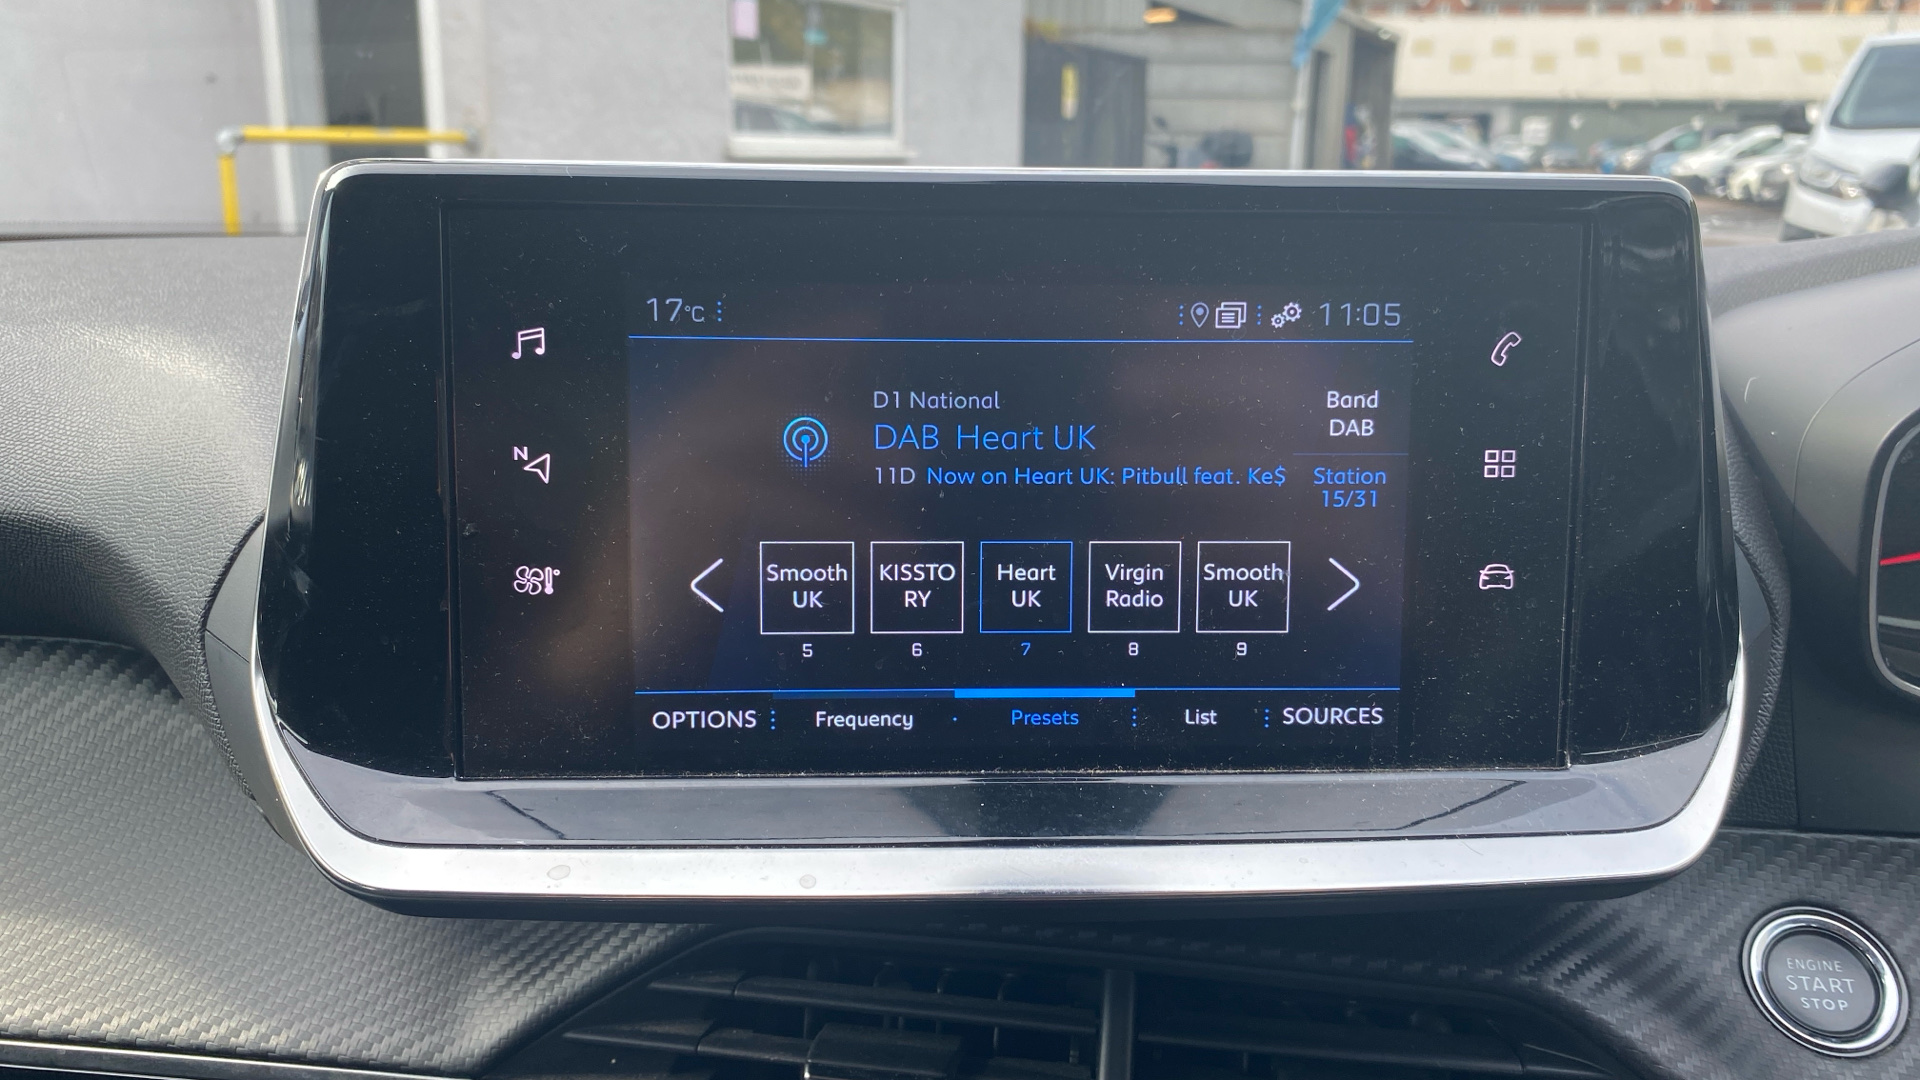 17°C
11:05
D1 National
DAB Heart UK
11D Now on Heart UK: Pitbull feat. Ke$
Band
DAB
Station
15/31
N
Smooth
UK
KISSTO
RY
Heart
UK
Virgin
Radio
Smooth
UK
5
6
7
8
9
OPTIONS
Frequency
Presets
List
SOURCES
ENGINE
START
STOP